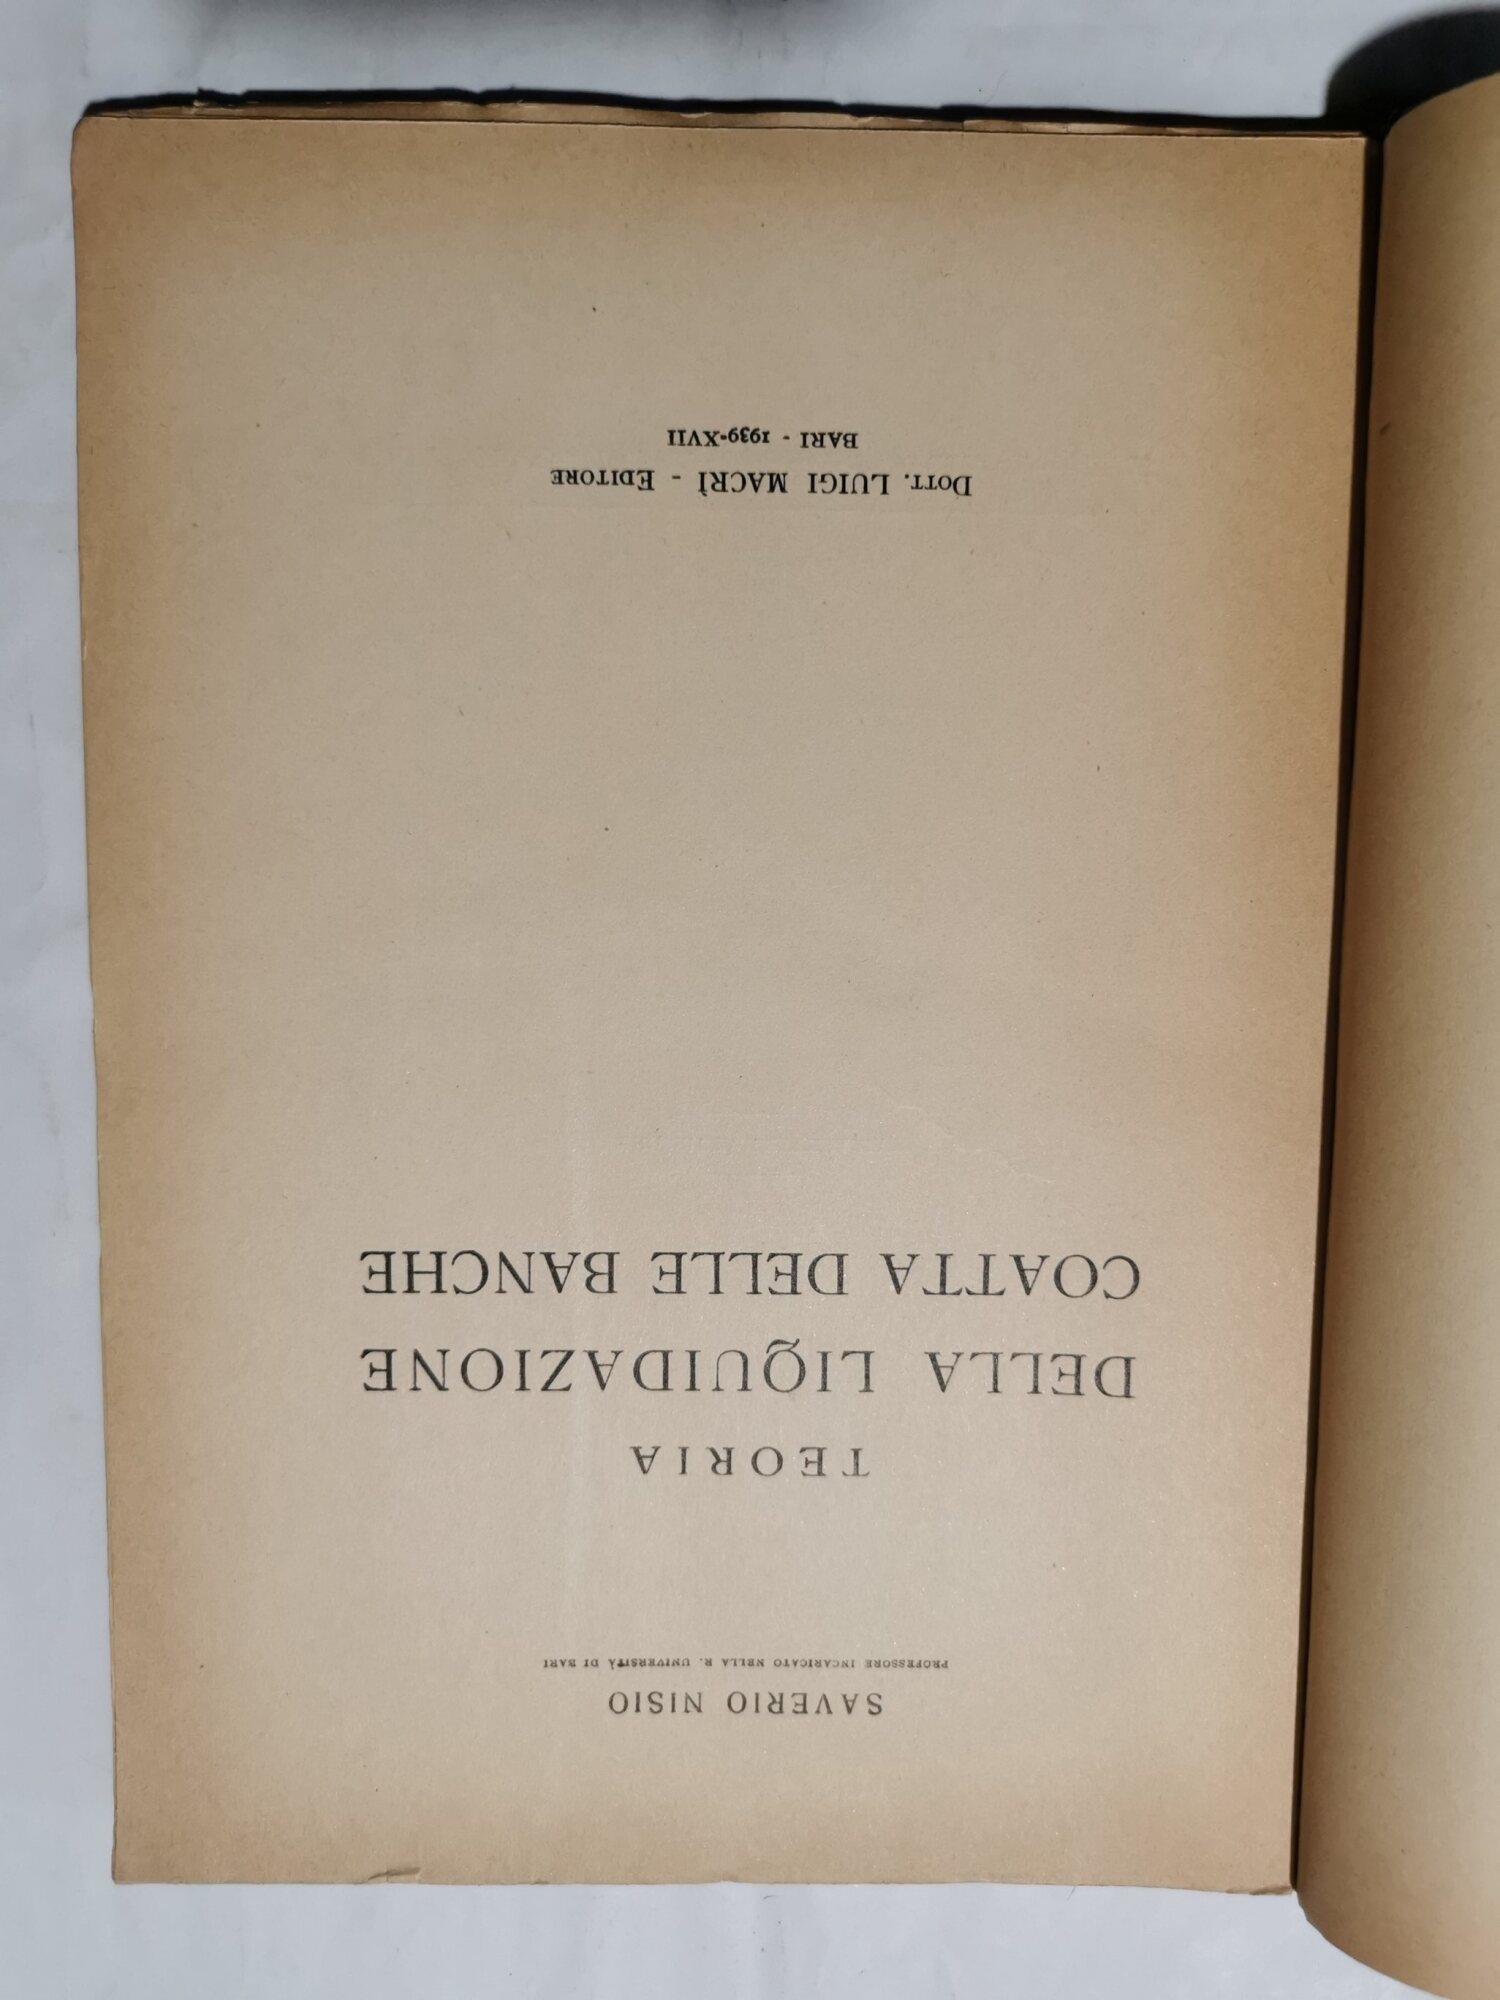 SAVERIO NISIO
PROFESSORE INCARICATO NELLA R. UNIVERSITÀ DI BARI
TEORIA
DELLA LIQUIDAZIONE
COATTA DELLE BANCHE
DOTT. LUIGI MACRÌ - EDITORE
BARI - 1939-XVII